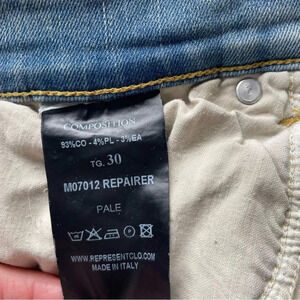 COMPOSITION
93%CO - 4%PL - 3%EA
TG. 30
M07012 REPAIRER
PALE
WWW.REPRESENTCLO.COM
MADE IN ITALY